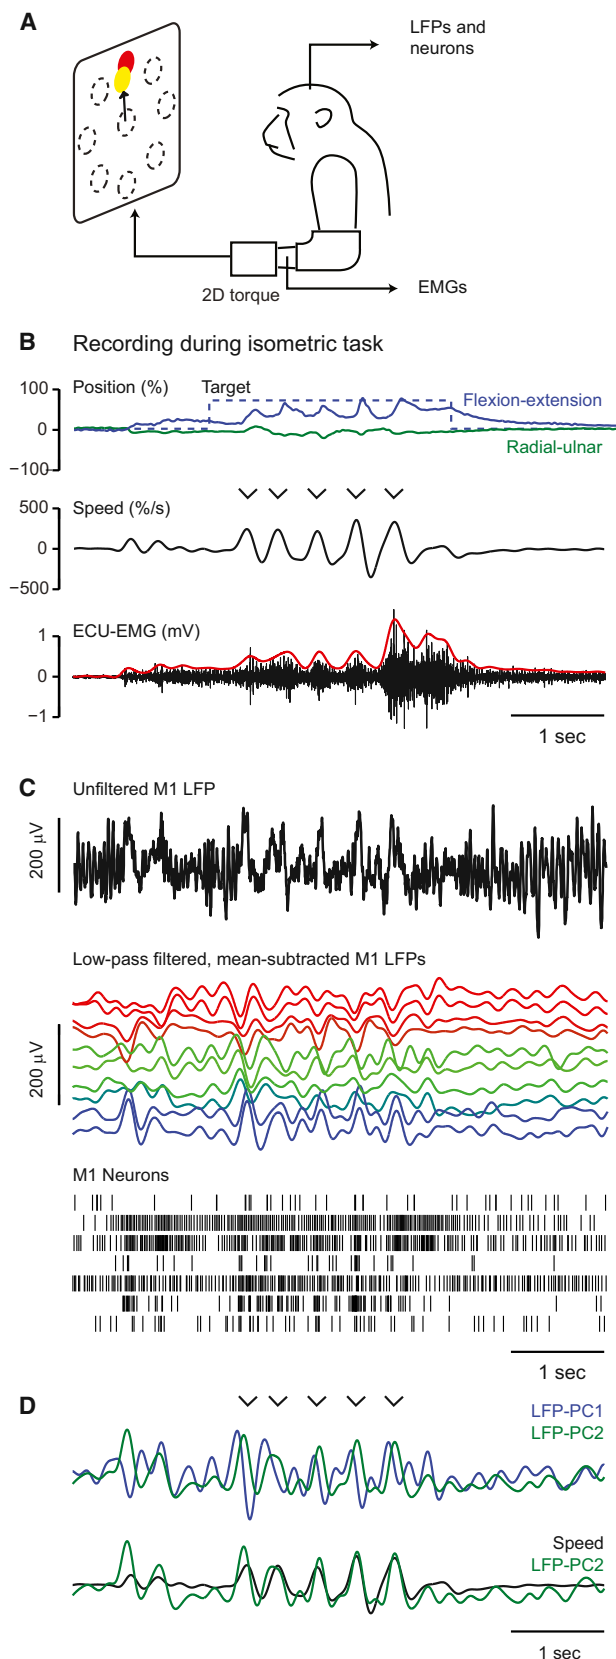 A
LFPs and
neurons
2D torque
EMGs
B Recording during isometric task
100
0
−100
Position (%)
Target
Flexion-extension
Radial-ulnar
500
0
−500
Speed (%/s)
1
0
−1
ECU-EMG (mV)
1 sec
C
Unfiltered M1 LFP
200 μV
Low-pass filtered, mean-subtracted M1 LFPs
200 μV
M1 Neurons
1 sec
D
LFP-PC1
LFP-PC2
Speed
LFP-PC2
1 sec